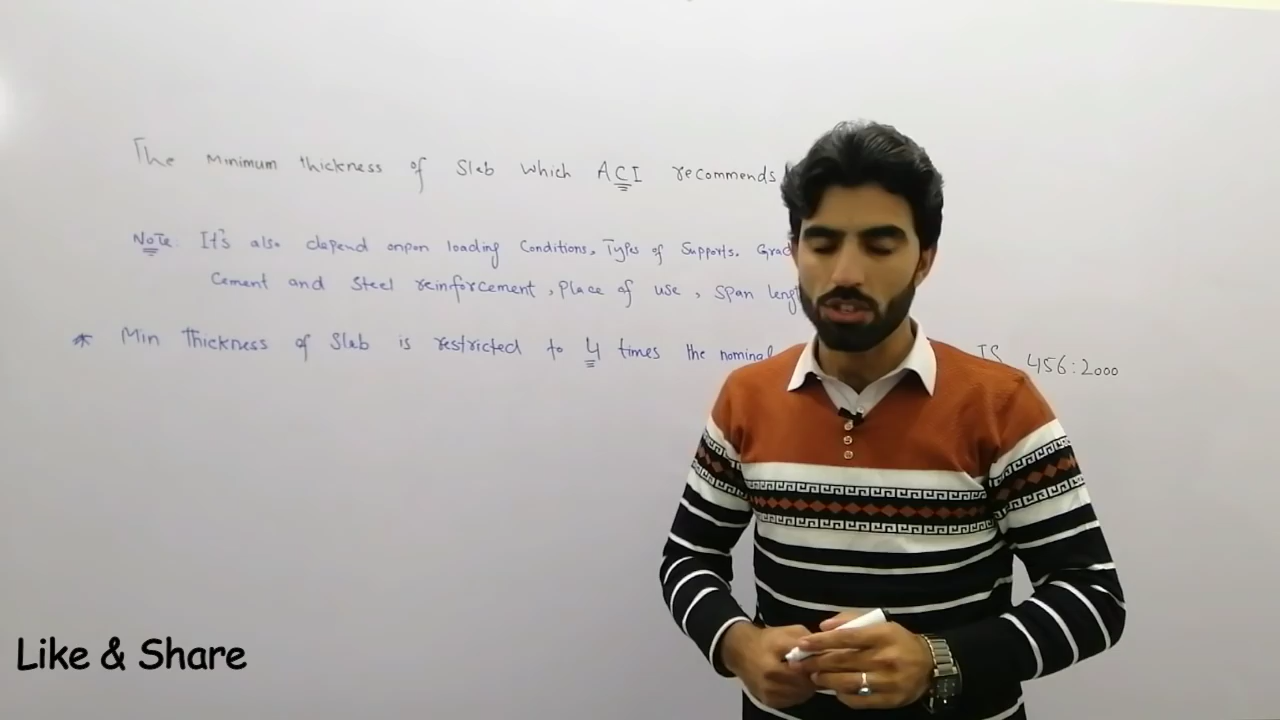 The Minimum thickness of Slab which ACI recommends
NOTE: It's also depend onpon loading Conditions, Types of Supports. Grad
Cement and Steel reinforcement, Place of use, Span lengt
* Min Thickness of Slab is restricted to 4 times the nominal IS 456:2000
Like & Share